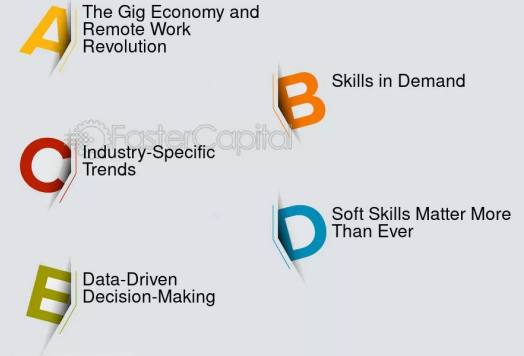 A
The Gig Economy and
Remote Work
Revolution
B
Skills in Demand
FasterCapital
C
Industry-Specific
Trends
D
Soft Skills Matter More
Than Ever
E
Data-Driven
Decision-Making